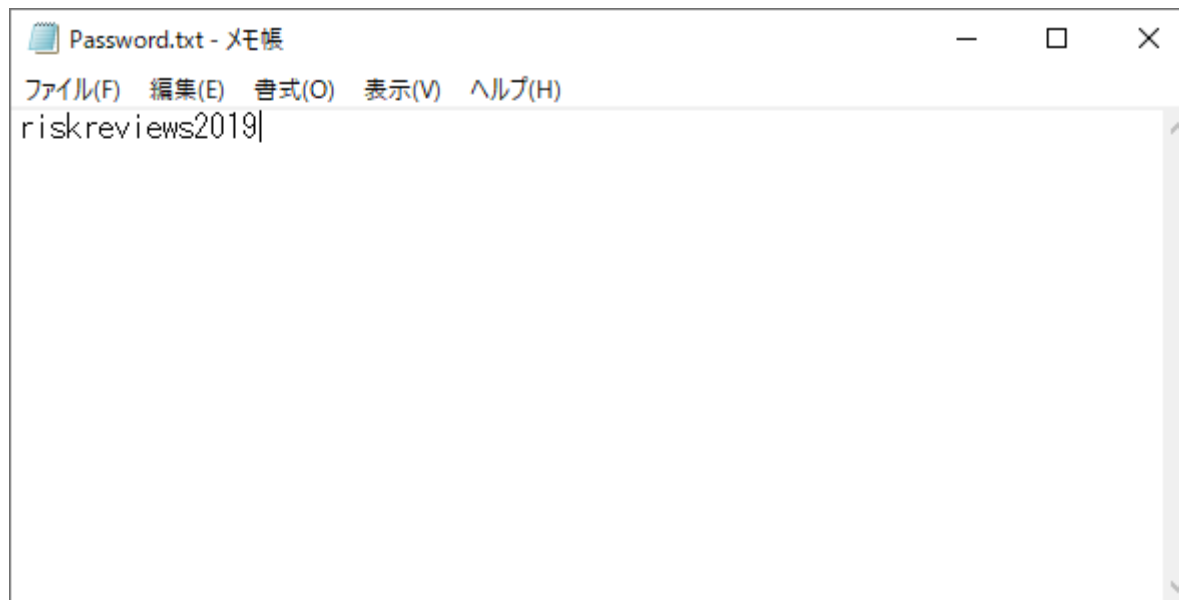 Password.txt - メモ帳
ファイル(F) 編集(E) 書式(O) 表示(V) ヘルプ(H)
riskreviews2019